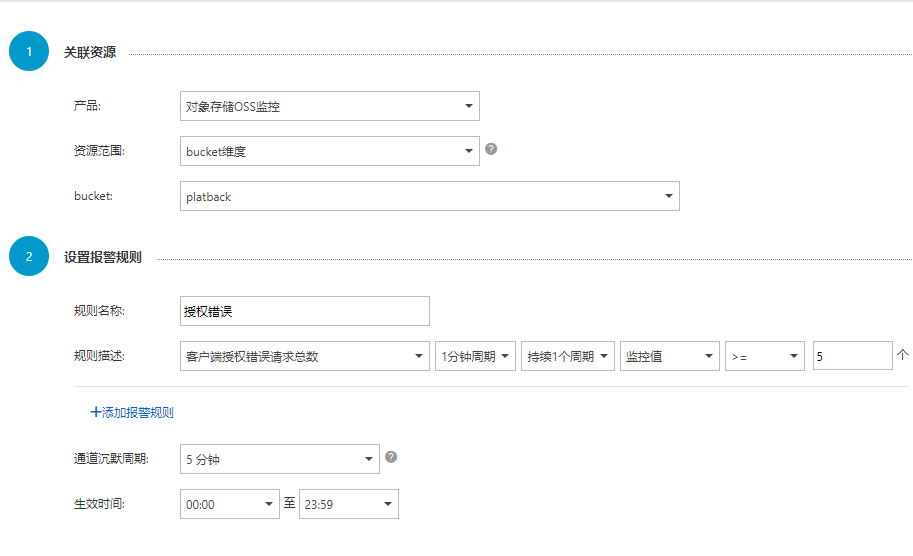 1 关联资源
产品: 对象存储OSS监控
资源范围: bucket维度 ?
bucket: platback
2 设置报警规则
规则名称: 授权错误
规则描述: 客户端授权错误请求总数 1分钟周期 持续1个周期 监控值 >= 5 个
+添加报警规则
通道沉默周期: 5 分钟 ?
生效时间: 00:00 至 23:59